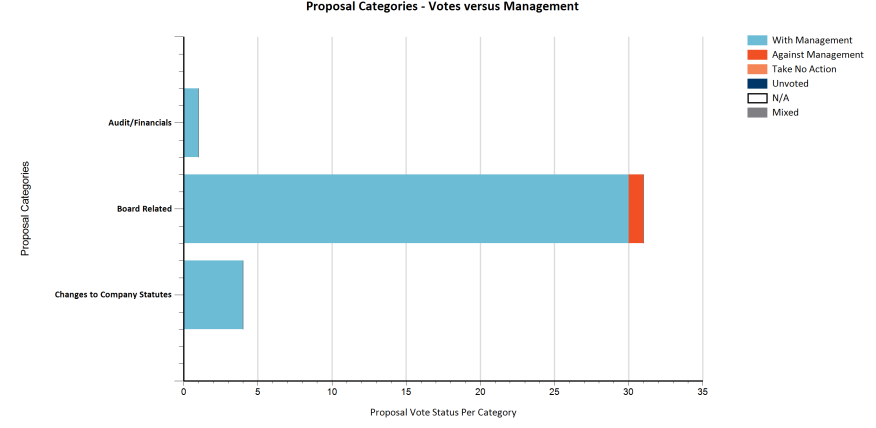 Proposal Categories - Votes versus Management
With Management
Against Management
Take No Action
Unvoted
N/A
Mixed
Proposal Categories
Audit/Financials
Board Related
Changes to Company Statutes
0 5 10 15 20 25 30 35
Proposal Vote Status Per Category